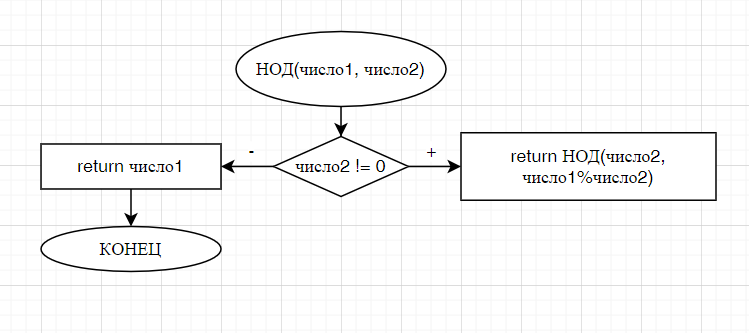 НОД(число1, число2)
-
+
return число1
число2 != 0
return НОД(число2,
число1%число2)
КОНЕЦ